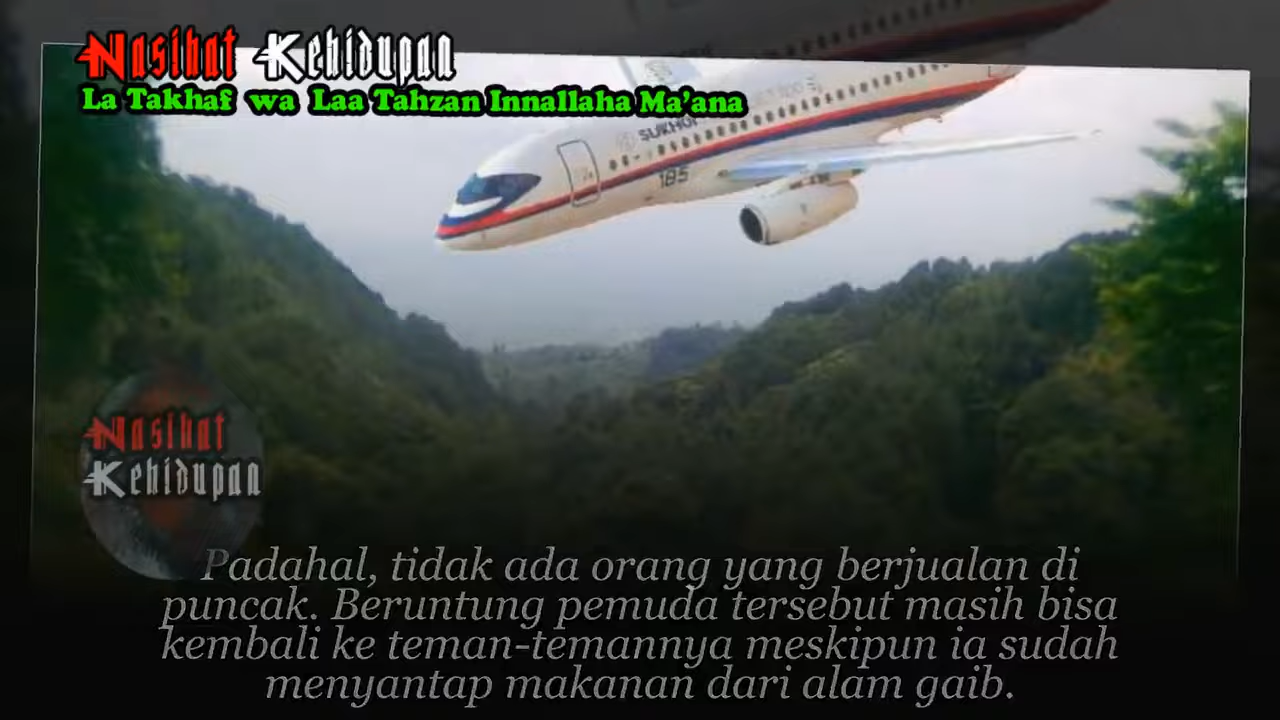 Nasihat Kehidupan
La Takhaf wa Laa Tahzan Innallaha Ma'ana
SUKHOI
185
Nasihat
Kehidupan
Padahal, tidak ada orang yang berjualan di
puncak. Beruntung pemuda tersebut masih bisa
kembali ke teman-temannya meskipun ia sudah
menyantap makanan dari alam gaib.